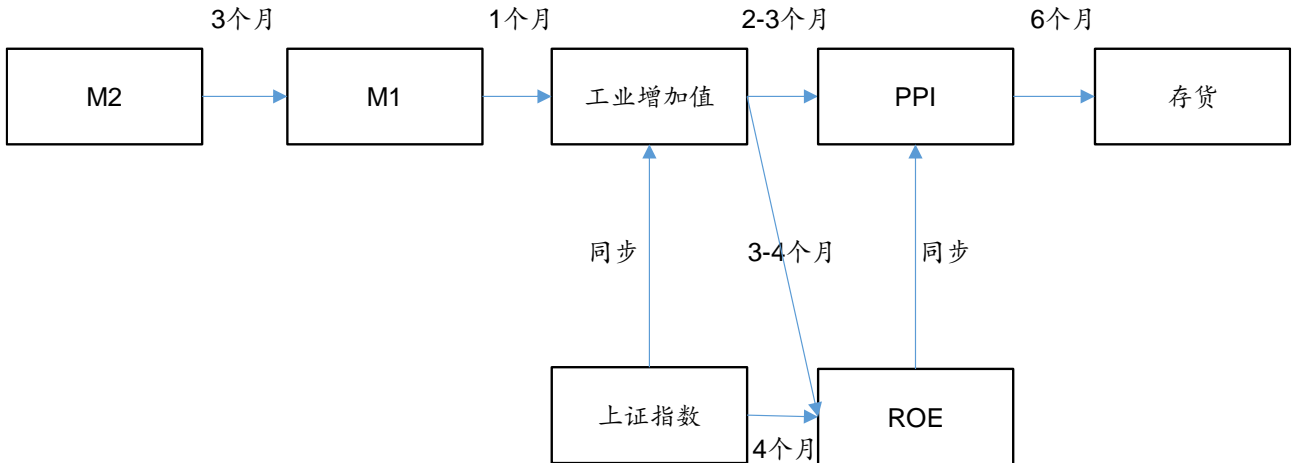 3个月
1个月
2-3个月
6个月
M2
M1
工业增加值
PPI
存货
同步
3-4个月
同步
上证指数
ROE
4个月